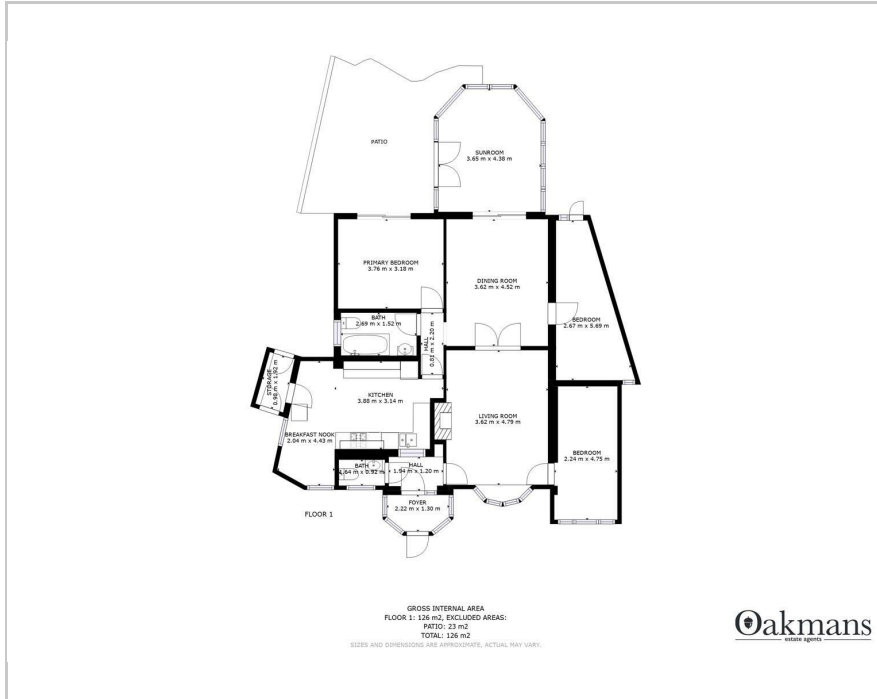 PATIO
SUNROOM
3.65 m x 4.38 m
PRIMARY BEDROOM
3.76 m x 3.18 m
DINING ROOM
3.62 m x 4.52 m
BEDROOM
2.67 m x 5.69 m
BATH
2.69 m x 1.52 m
HALL
0.81 m x 2.20 m
STORAGE
0.98 m x 1.92 m
KITCHEN
3.88 m x 3.14 m
LIVING ROOM
3.62 m x 4.79 m
BREAKFAST NOOK
2.04 m x 4.43 m
BEDROOM
2.24 m x 4.75 m
BATH
1.64 m x 0.92 m
HALL
1.94 m x 1.20 m
FOYER
2.22 m x 1.30 m
FLOOR 1
GROSS INTERNAL AREA
FLOOR 1: 126 m2, EXCLUDED AREAS:
PATIO: 23 m2
TOTAL: 126 m2
SIZES AND DIMENSIONS ARE APPROXIMATE, ACTUAL MAY VARY.
Oakmans
estate agents